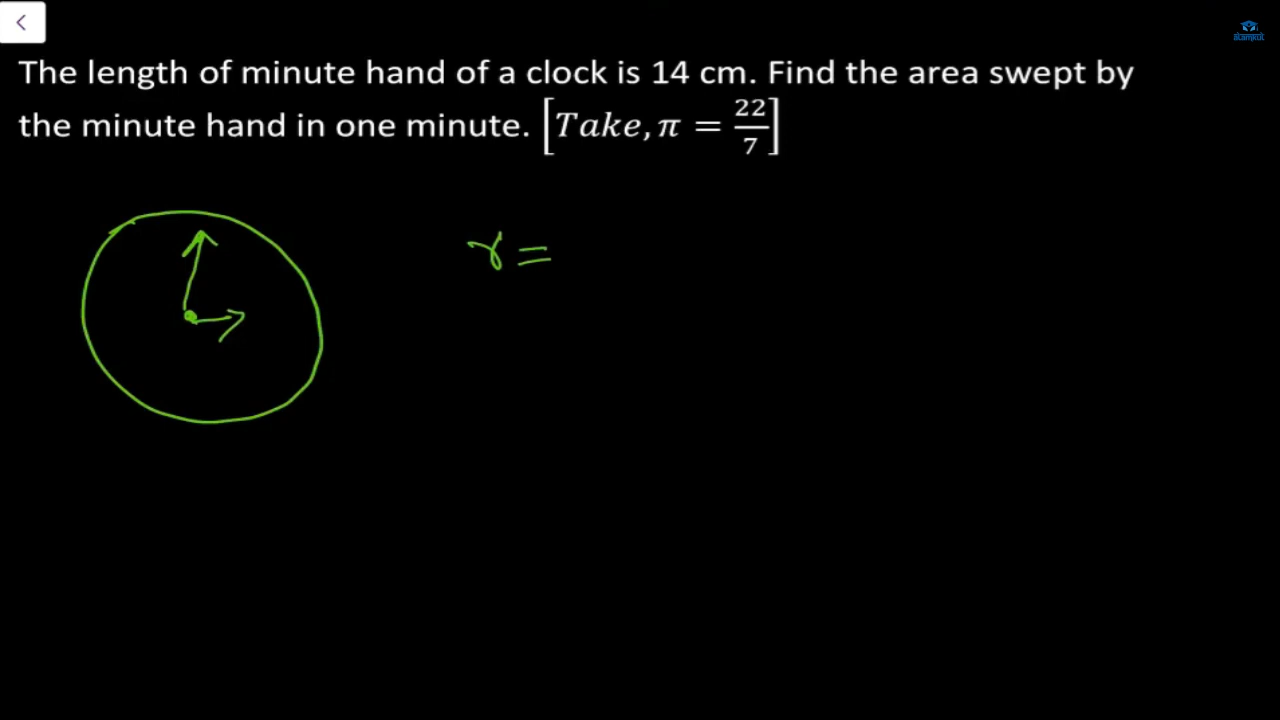 The length of minute hand of a clock is 14 cm. Find the area swept by
the minute hand in one minute. [Take, π = 22/7]
r =